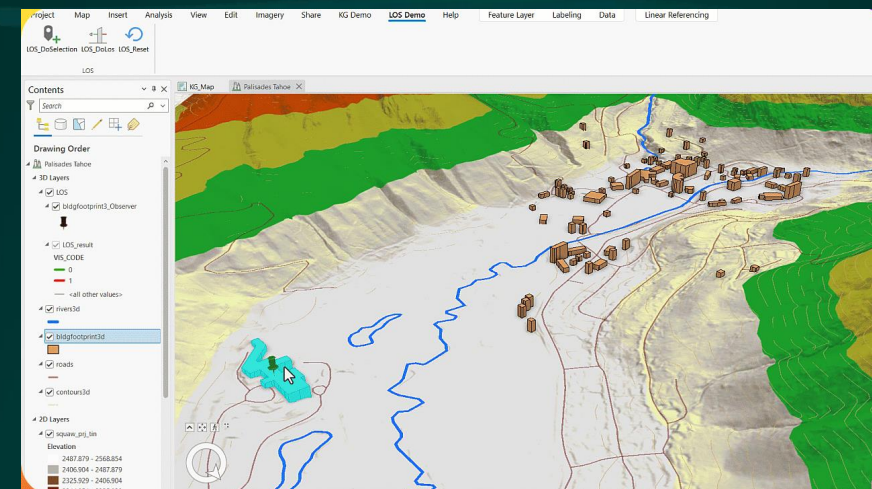 Project Map Insert Analysis View Edit Imagery Share KG Demo LOS Demo Help Feature Layer Labeling Data Linear Referencing
LOS_DoSelection LOS_DoLos LOS_Reset
LOS
Contents
KG_Map Palisades Tahoe
Search
Drawing Order
Palisades Tahoe
3D Layers
LOS
bldgfootprint3_Observer
LOS_result
VIS_CODE
0
1
<all other values>
rivers3d
bldgfootprint3d
roads
contours3d
2D Layers
squaw_prj_tin
Elevation
2487.879 - 2568.854
2406.904 - 2487.879
2325.929 - 2406.904